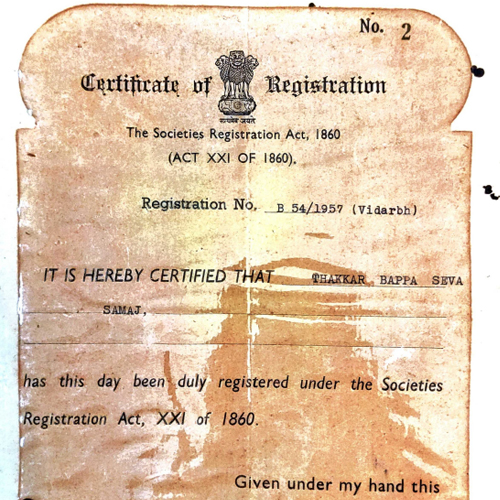 No. 2
Certificate of Registration
सत्यमेव जयते
The Societies Registration Act, 1860
(ACT XXI OF 1860).
Registration No. B 54/1957 (Vidarbh)
IT IS HEREBY CERTIFIED THAT THAKKAR BAPPA SEVA
SAMAJ,
has this day been duly registered under the Societies
Registration Act, XXI of 1860.
Given under my hand this